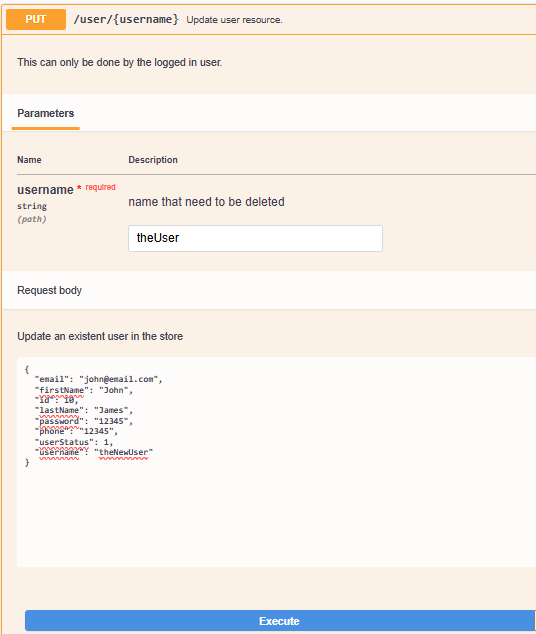 PUT /user/{username} Update user resource.
This can only be done by the logged in user.
Parameters
Name Description
username * required
string
(path)
name that need to be deleted
theUser
Request body
Update an existent user in the store
{
  "email": "john@email.com",
  "firstName": "John",
  "id": 10,
  "lastName": "James",
  "password": "12345",
  "phone": "12345",
  "userStatus": 1,
  "username": "theNewUser"
}
Execute